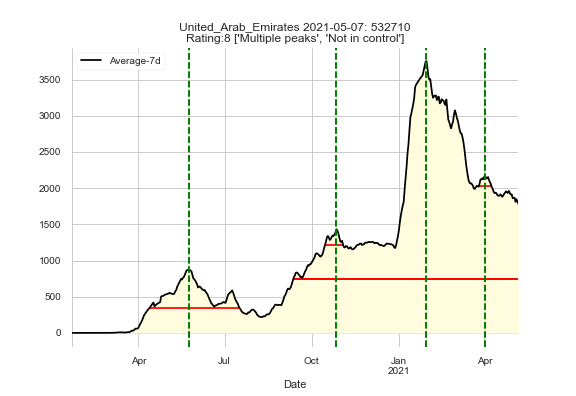 United_Arab_Emirates 2021-05-07: 532710
Rating:8 ['Multiple peaks', 'Not in control']
Average-7d
3500
3000
2500
2000
1500
1000
500
0
Apr
Jul
Oct
Jan
2021
Apr
Date